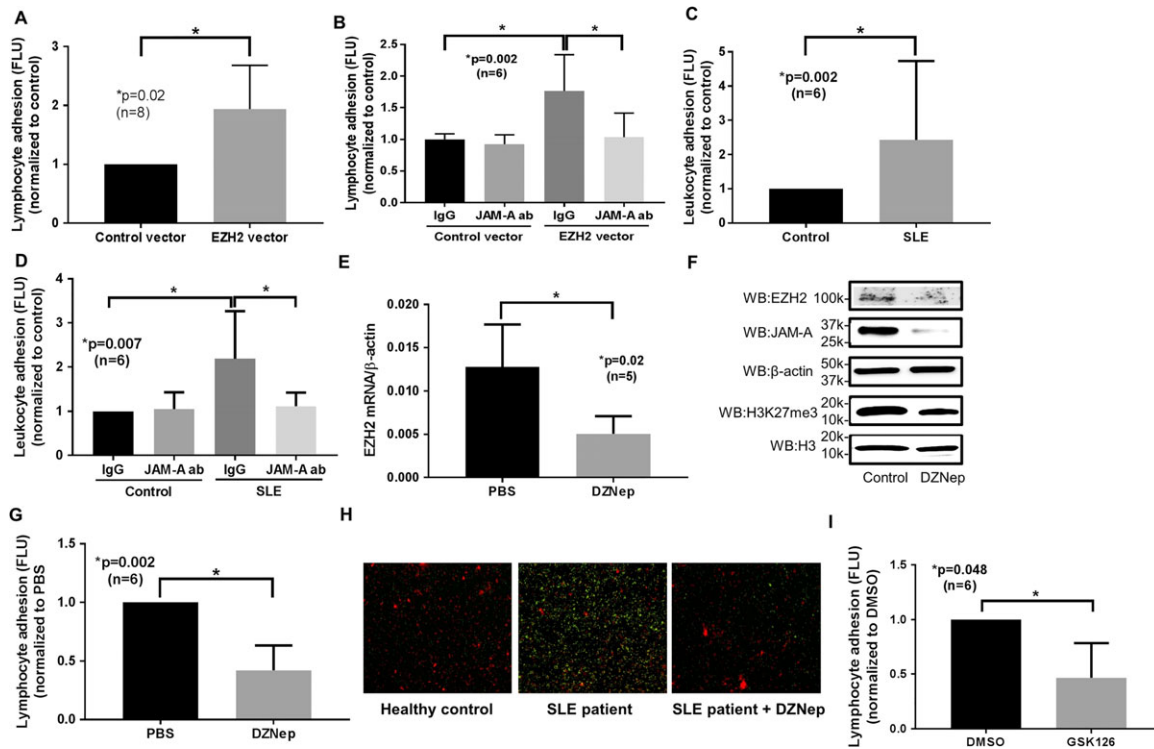 A
Lymphocyte adhesion (FLU)
(normalized to control)
3
2
1
0
*
*p=0.02
(n=8)
Control vector
EZH2 vector
B
Lymphocyte adhesion (FLU)
(normalized to control)
2.5
2.0
1.5
1.0
0.5
0.0
*
*
*p=0.002
(n=6)
IgG JAM-A ab IgG JAM-A ab
Control vector EZH2 vector
C
Leukocyte adhesion (FLU)
(normalized to control)
5
4
3
2
1
0
*
*p=0.002
(n=6)
Control
SLE
D
Leukocyte adhesion (FLU)
(normalized to control)
4
3
2
1
0
*
*
*p=0.007
(n=6)
IgG JAM-A ab IgG JAM-A ab
Control SLE
E
EZH2 mRNA/β-actin
0.020
0.015
0.010
0.005
0.000
*
*p=0.02
(n=5)
PBS
DZNep
F
WB:EZH2 100k
WB:JAM-A 37k
25k
WB:β-actin 50k
37k
WB:H3K27me3 20k
10k
WB:H3 20k
10k
Control DZNep
G
Lymphocyte adhesion (FLU)
(normalized to PBS)
1.5
1.0
0.5
0.0
*p=0.002
(n=6)
*
PBS
DZNep
H
Healthy control
SLE patient
SLE patient + DZNep
I
Lymphocyte adhesion (FLU)
(normalized to DMSO)
1.5
1.0
0.5
0.0
*p=0.048
(n=6)
*
DMSO
GSK126